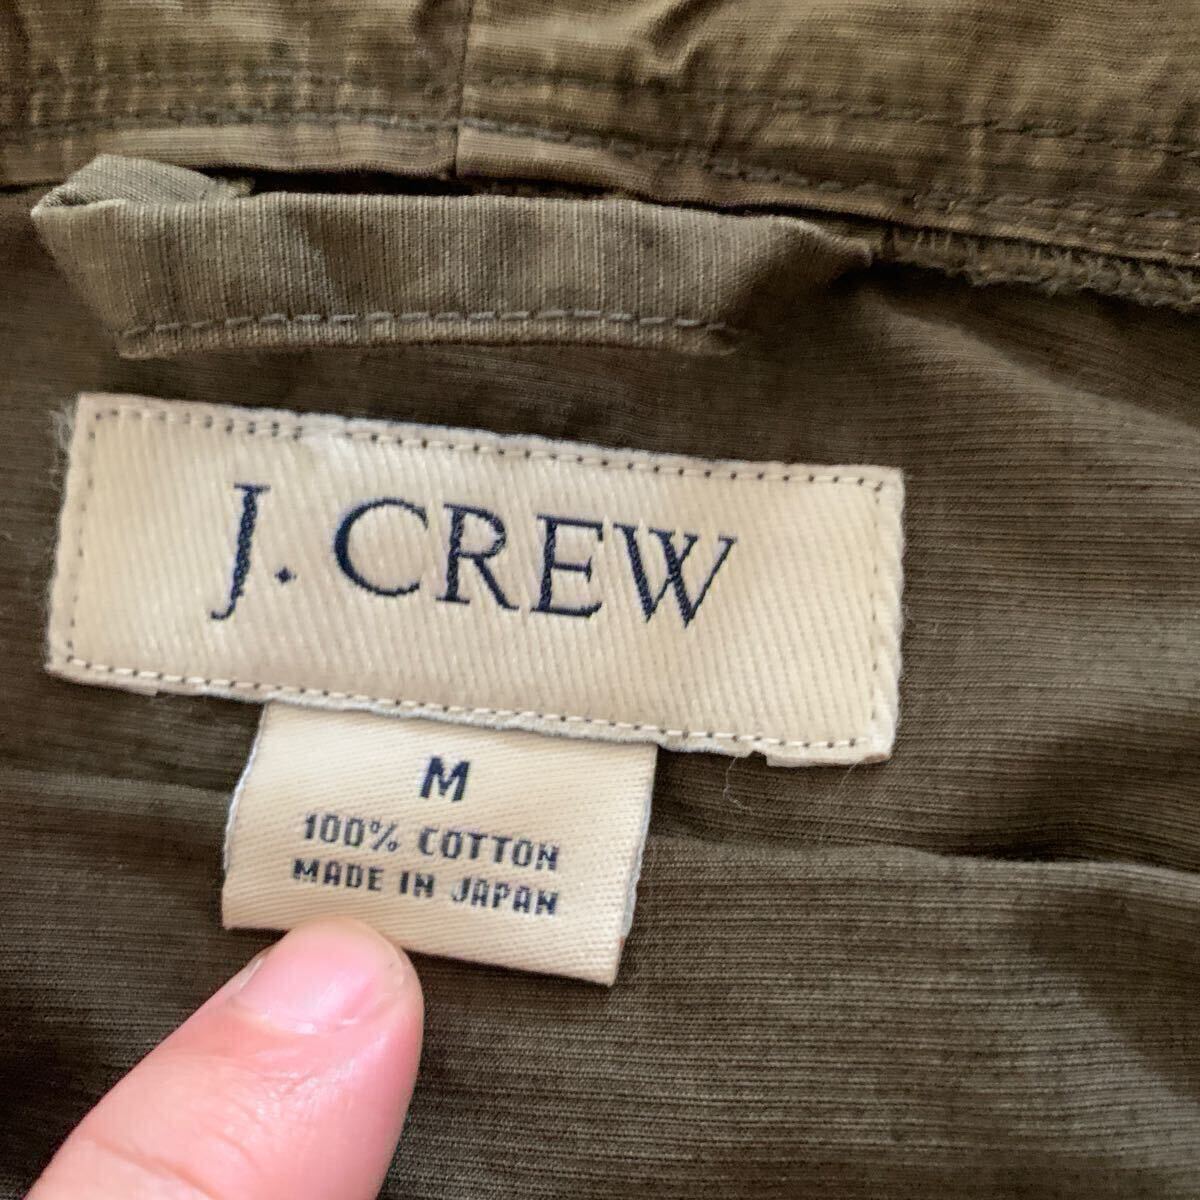 J. CREW
M
100% COTTON
MADE IN JAPAN